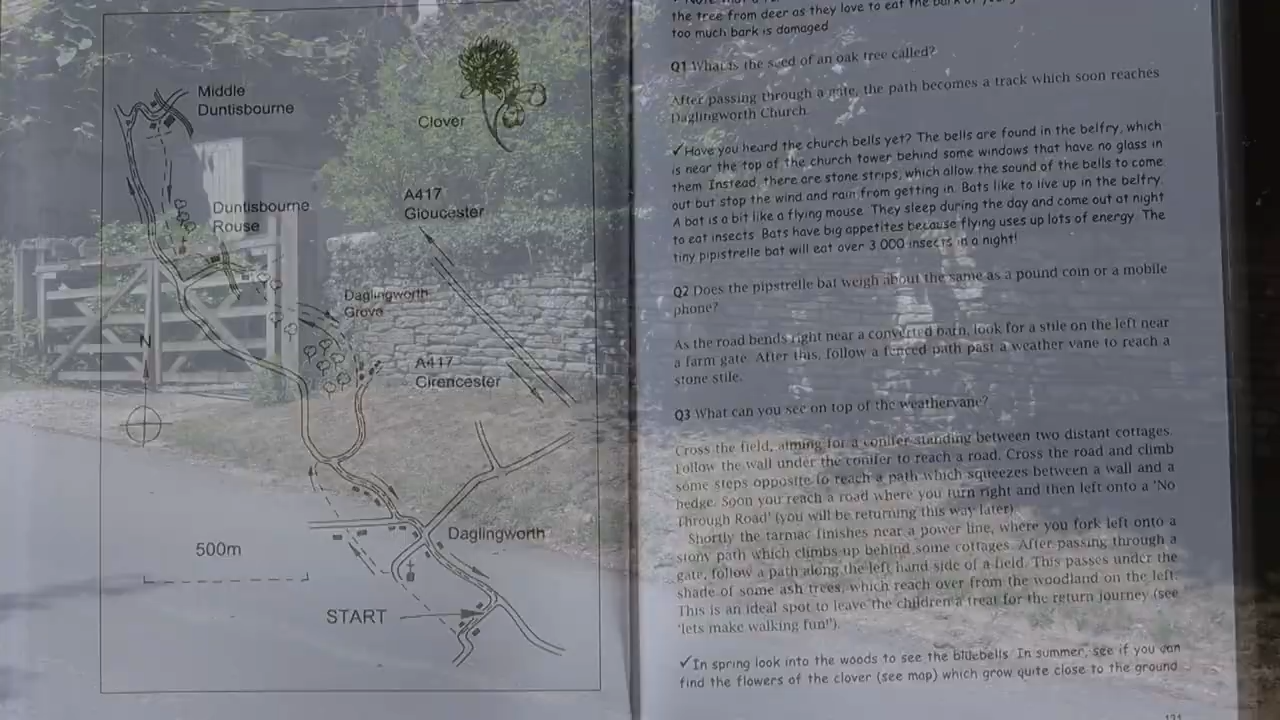 Middle
Duntisbourne
Clover
A417
Gloucester
Duntisbourne
Rouse
Daglingworth
Grove
N
A417
Cirencester
Daglingworth
500m
START
the tree from deer as they love to eat the bark of
too much bark is damaged
Q1 What is the seed of an oak tree called?
After passing through a gate, the path becomes a track which soon reaches
Daglingworth Church.
✓Have you heard the church bells yet? The bells are found in the belfry, which
is near the top of the church tower behind some windows that have no glass in
them. Instead, there are stone strips, which allow the sound of the bells to come
out but stop the wind and rain from getting in. Bats like to live up in the belfry.
A bat is a bit like a flying mouse. They sleep during the day and come out at night
to eat insects. Bats have big appetites because flying uses up lots of energy. The
tiny pipistrelle bat will eat over 3,000 insects in a night!
Q2 Does the pipstrelle bat weigh about the same as a pound coin or a mobile
phone?
As the road bends right near a converted barn, look for a stile on the left near
a farm gate. After this, follow a fenced path past a weather vane to reach a
stone stile.
Q3 What can you see on top of the weathervane?
Cross the field, aiming for a conifer standing between two distant cottages.
Follow the wall under the conifer to reach a road. Cross the road and climb
some steps opposite to reach a path which squeezes between a wall and a
hedge. Soon you reach a road where you turn right and then left onto a 'No
Through Road' (you will be returning this way later).
Shortly the tarmac finishes near a power line, where you fork left onto a
stony path which climbs up behind some cottages. After passing through a
gate, follow a path along the left hand side of a field. This passes under the
shade of some ash trees, which reach over from the woodland on the left.
This is an ideal spot to leave the children a treat for the return journey (see
'lets make walking fun!').
✓In spring look into the woods to see the bluebells. In summer, see if you can
find the flowers of the clover (see map) which grow quite close to the ground